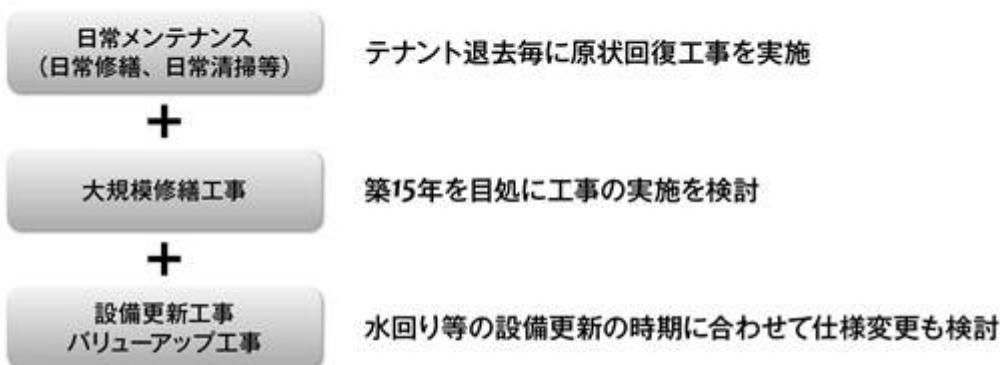 日常メンテナンス
(日常修繕、日常清掃等)
テナント退去毎に原状回復工事を実施
+
大規模修繕工事
築15年を目処に工事の実施を検討
+
設備更新工事
バリューアップ工事
水回り等の設備更新の時期に合わせて仕様変更も検討